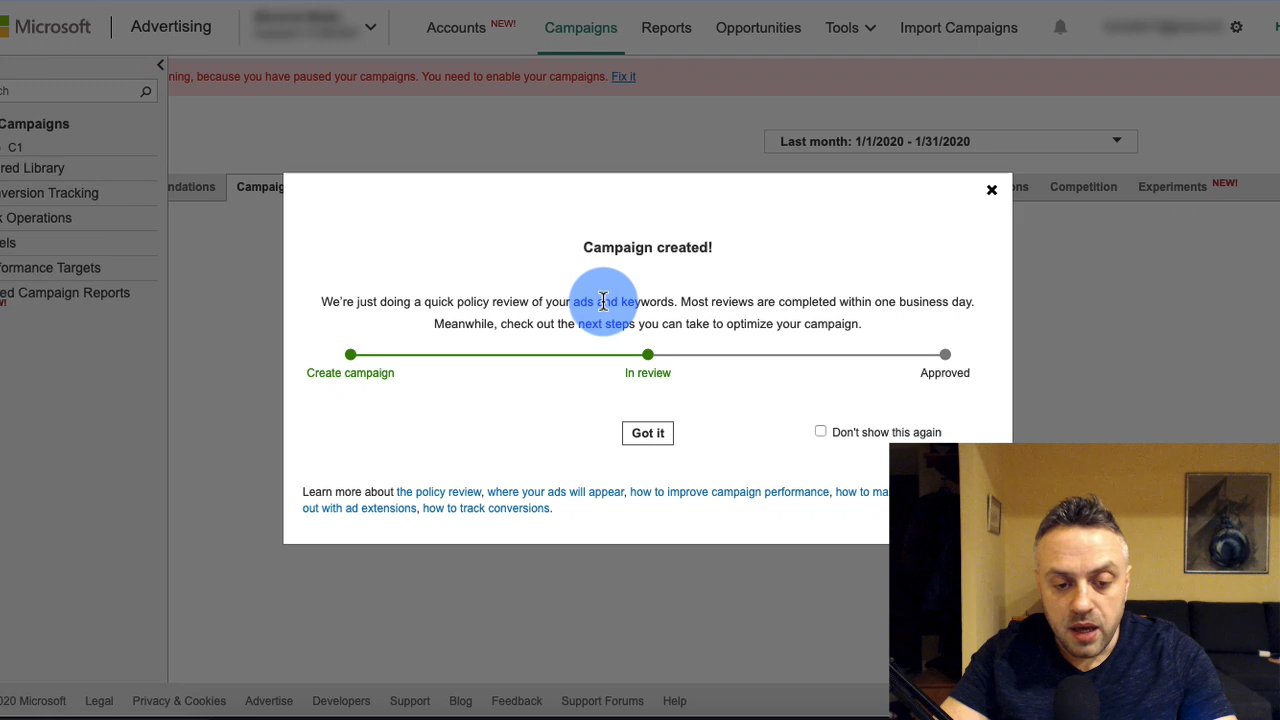 Microsoft
Advertising
Accounts NEW!
Campaigns
Reports
Opportunities
Tools
Import Campaign
ning, because you have paused your campaigns. You need to enable your campaigns. Fix it
ch
Campaigns
C1
red Library
version Tracking
k Operations
els
formance Targets
ed Campaign Reports
Last month: 1/1/2020 - 1/31/2020
ndations
Campaig
ons
Competition
Experiments NEW!
Campaign created!
We're just doing a quick policy review of your ads and keywords. Most reviews are completed within one business day.
Meanwhile, check out the next steps you can take to optimize your campaign.
Create campaign
In review
Approved
Got it
Don't show this again
Learn more about the policy review, where your ads will appear, how to improve campaign performance, how to ma
out with ad extensions, how to track conversions.
020 Microsoft
Legal
Privacy & Cookies
Advertise
Developers
Support
Blog
Feedback
Support Forums
Help